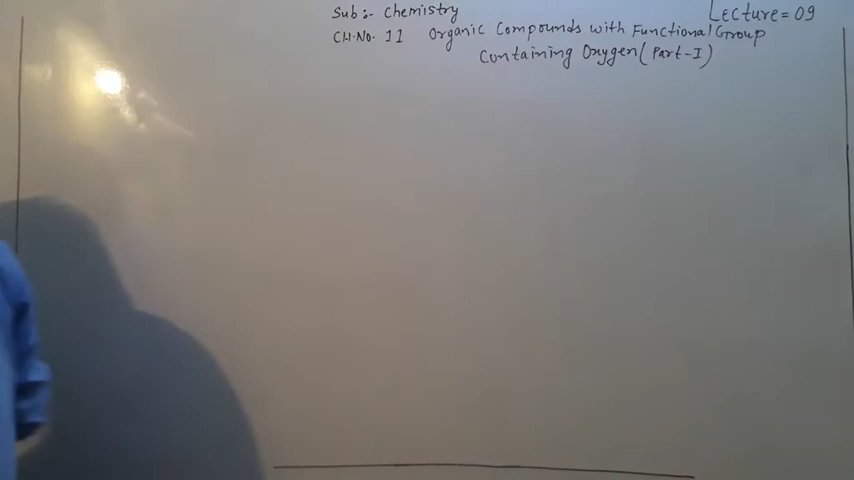 Sub:- Chemistry
Lecture = 09
CH.No. 11 Organic Compounds with Functional Group
Containing Oxygen (Part-I)